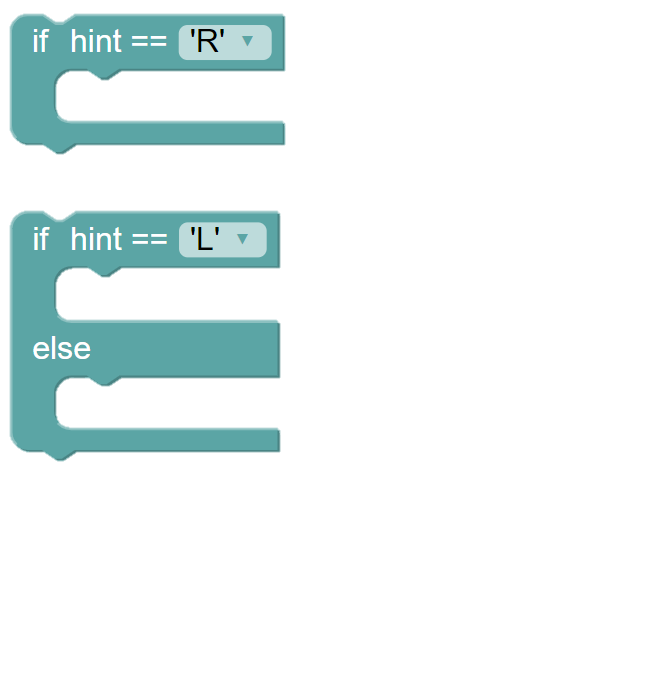 if hint == 'R'
if hint == 'L'
else